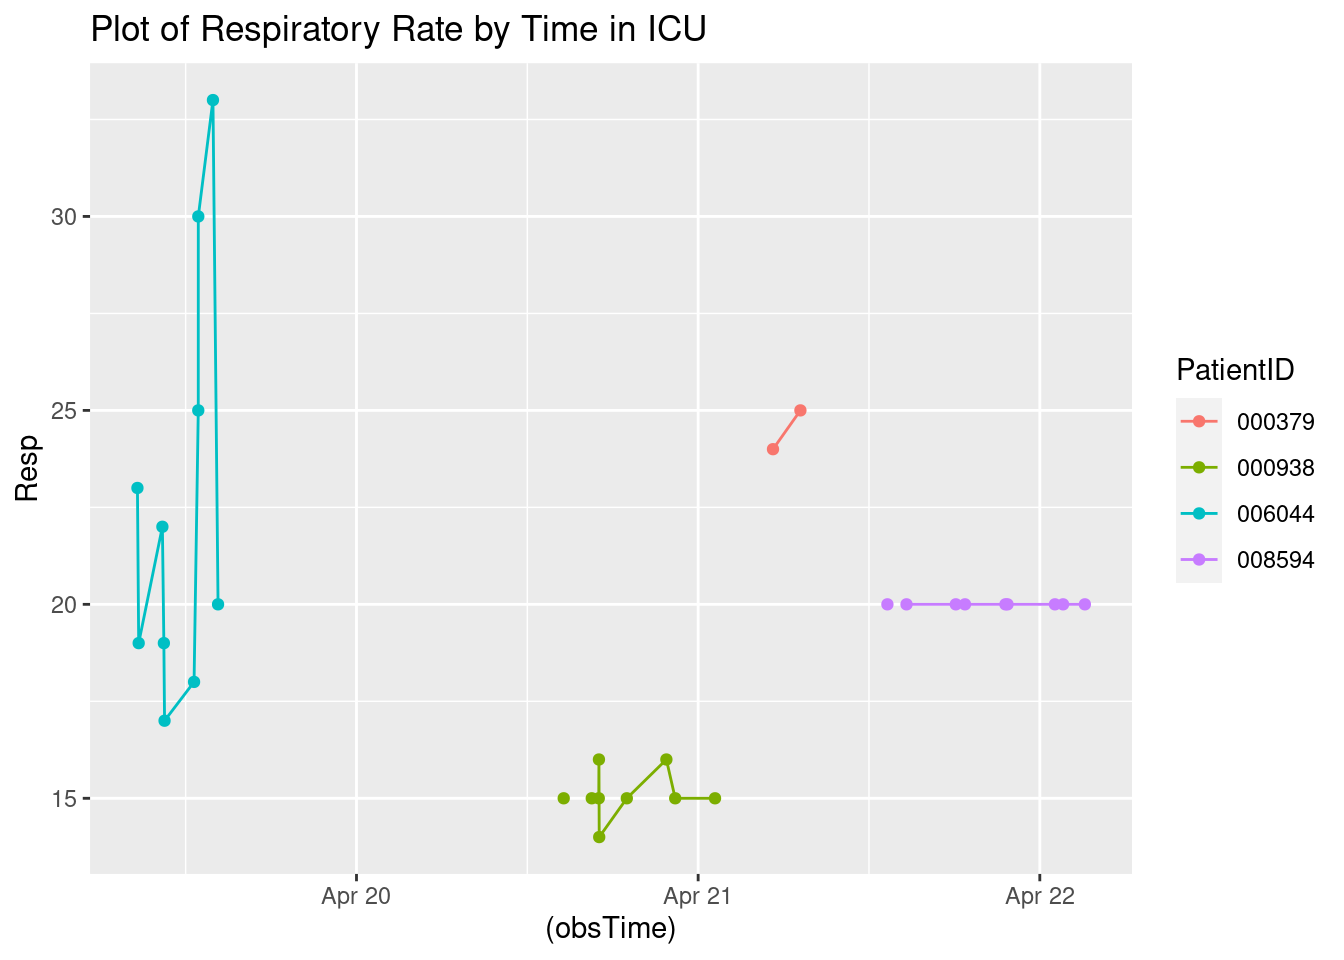 Plot of Respiratory Rate by Time in ICU
30
25
20
15
Resp
Apr 20
Apr 21
Apr 22
(obsTime)
PatientID
000379
000938
006044
008594